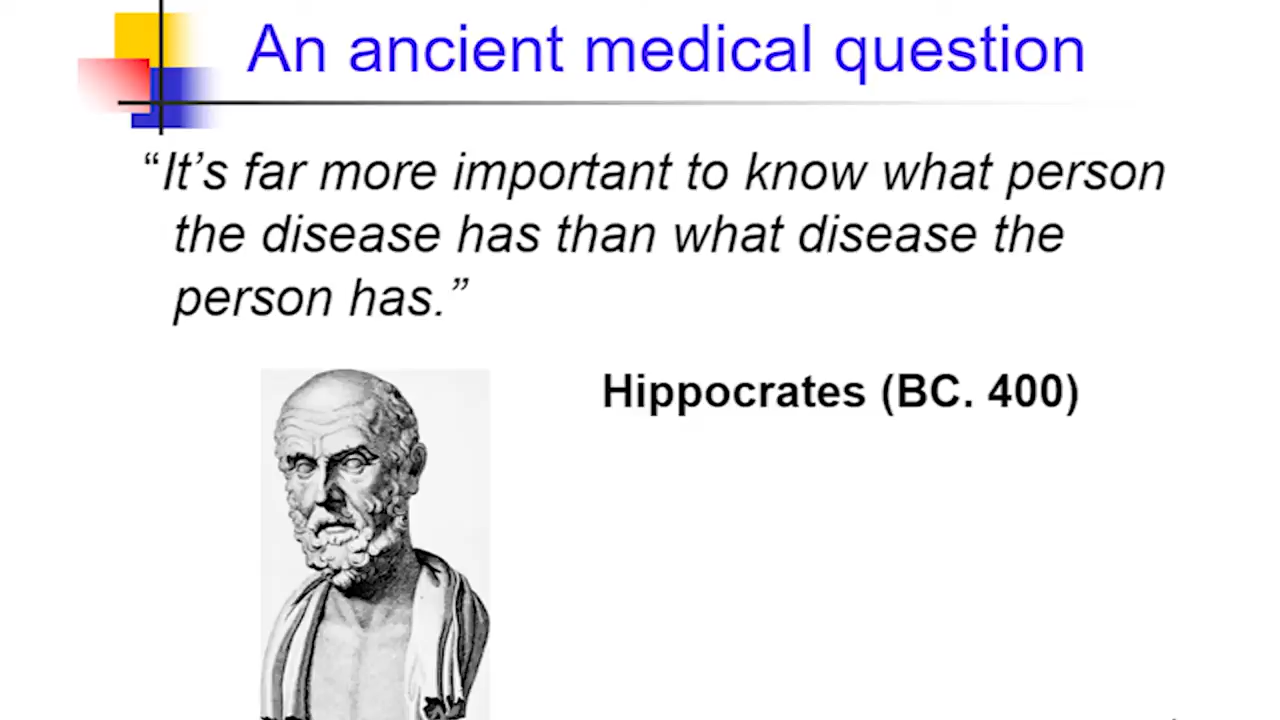 An ancient medical question
“It’s far more important to know what person
the disease has than what disease the
person has.”
Hippocrates (BC. 400)